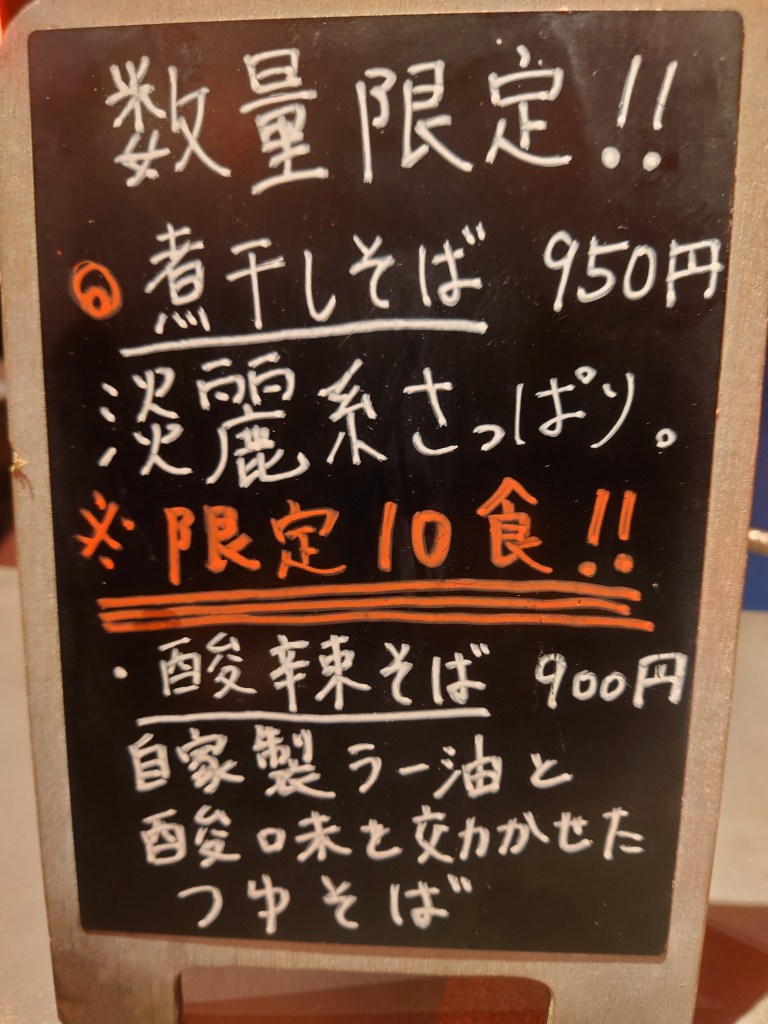 数量限定!!
◎煮干しそば 950円
淡麗系さっぱり。
※限定10食!!
・酸辣そば 900円
自家製ラー油と
酸味を効かせた
つゆそば